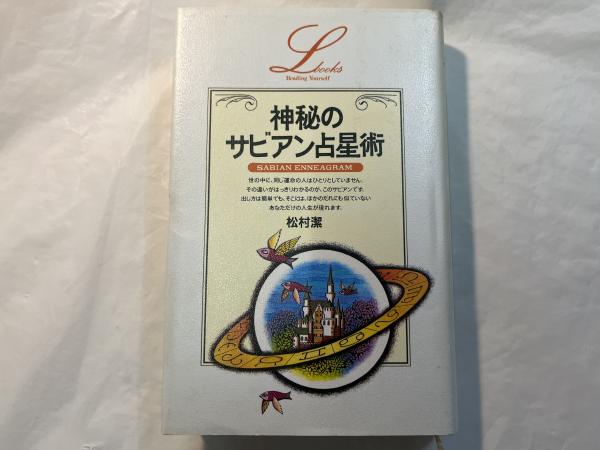 L books
Healing Yourself
神秘の
サビアン占星術
SABIAN ENNEAGRAM
世の中に、同じ運命の人はひとりとしていません。
その違いがはっきりわかるのが、このサビアンです。
出し方は簡単でも、そこには、ほかのだれにも似ていない
あなただけの人生が現れます。
松村潔